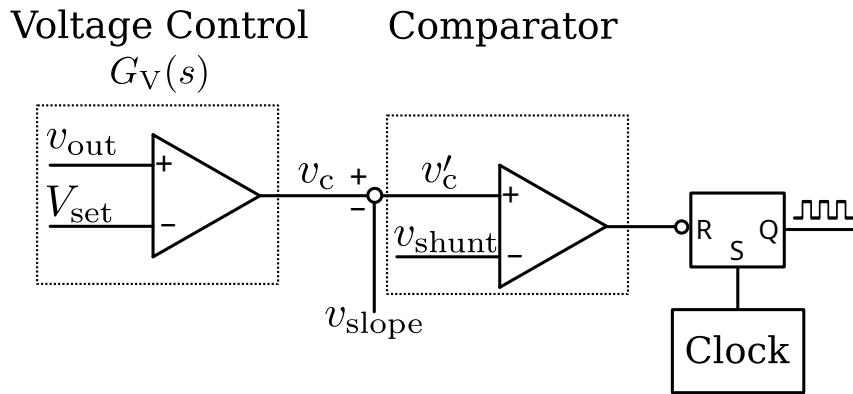 Voltage Control
G_V(s)
Comparator
v_out
+
V_set
−
v_c
+
−
v'_c
+
v_shunt
−
v_slope
R
S
Q
Clock